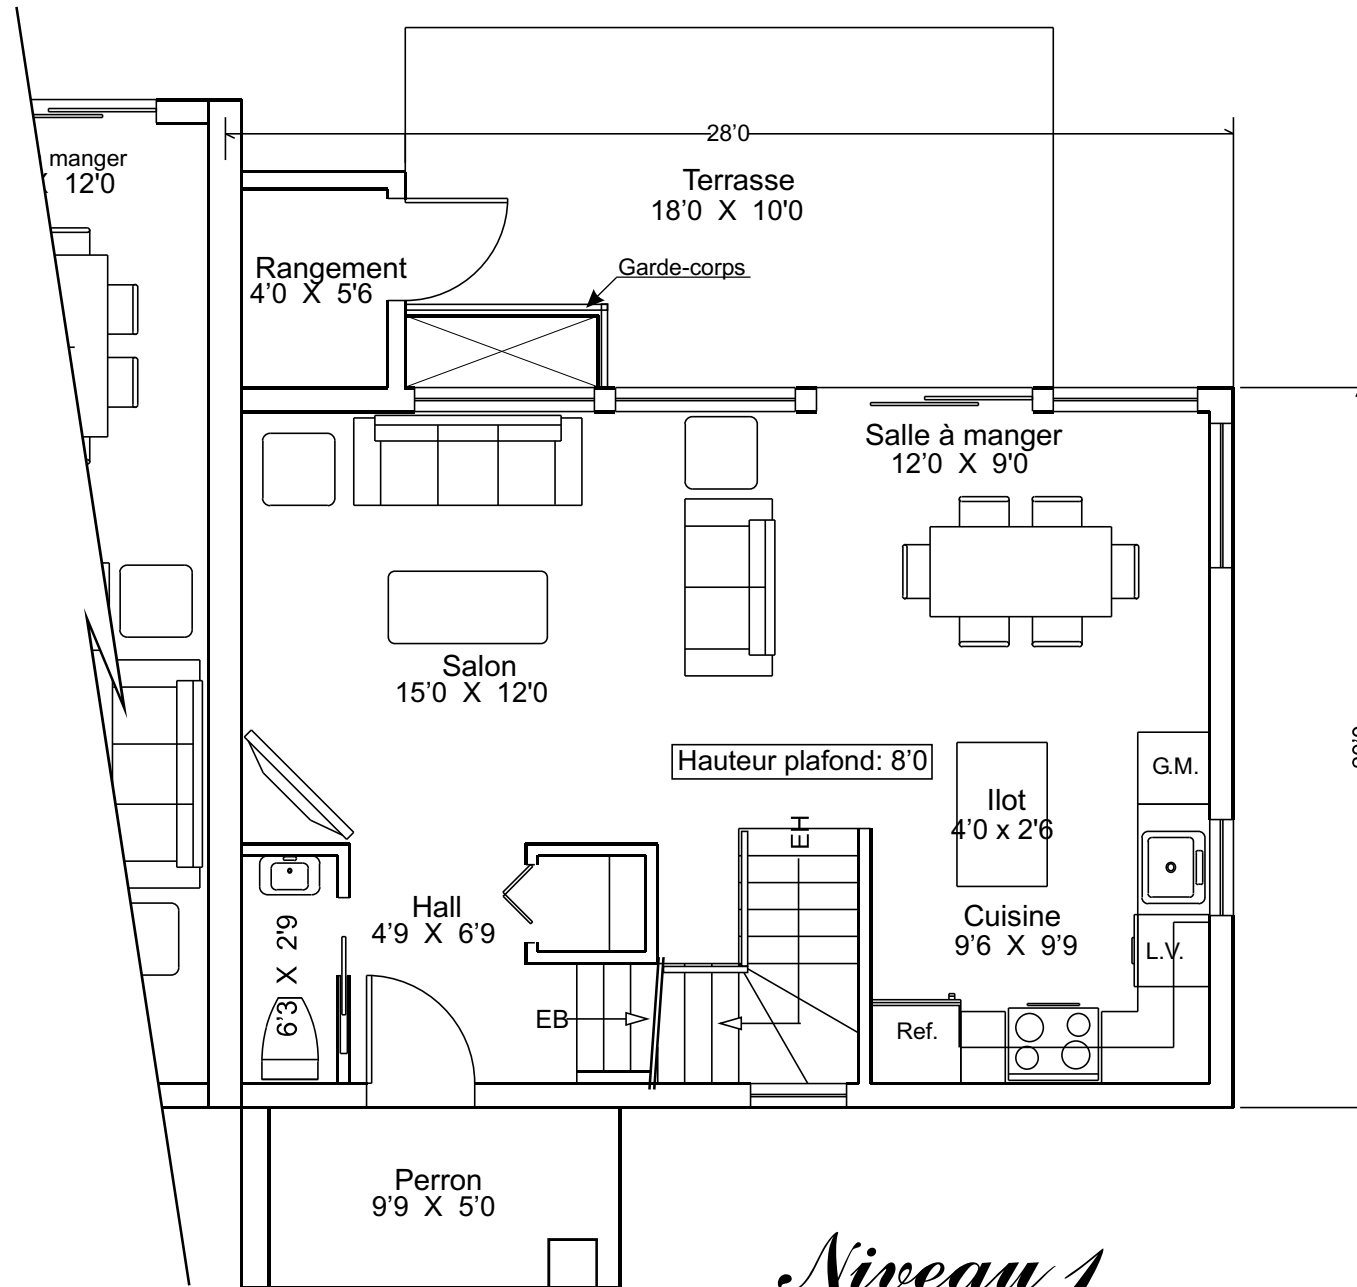 28’0
manger
12'0
Terrasse
18’0 X 10'0
Rangement
4’0 X 5'6
Garde-corps
Salle à manger
12’0 X 9'0
Salon
15’0 X 12'0
Hauteur plafond: 8’0
G.M.
Ilot
4’0 x 2'6
EH
Hall
4’9 X 6’9
6’3 X 2’9
Cuisine
9’6 X 9’9
L.V.
EB
Ref.
Perron
9’9 X 5’0
Niveau 1